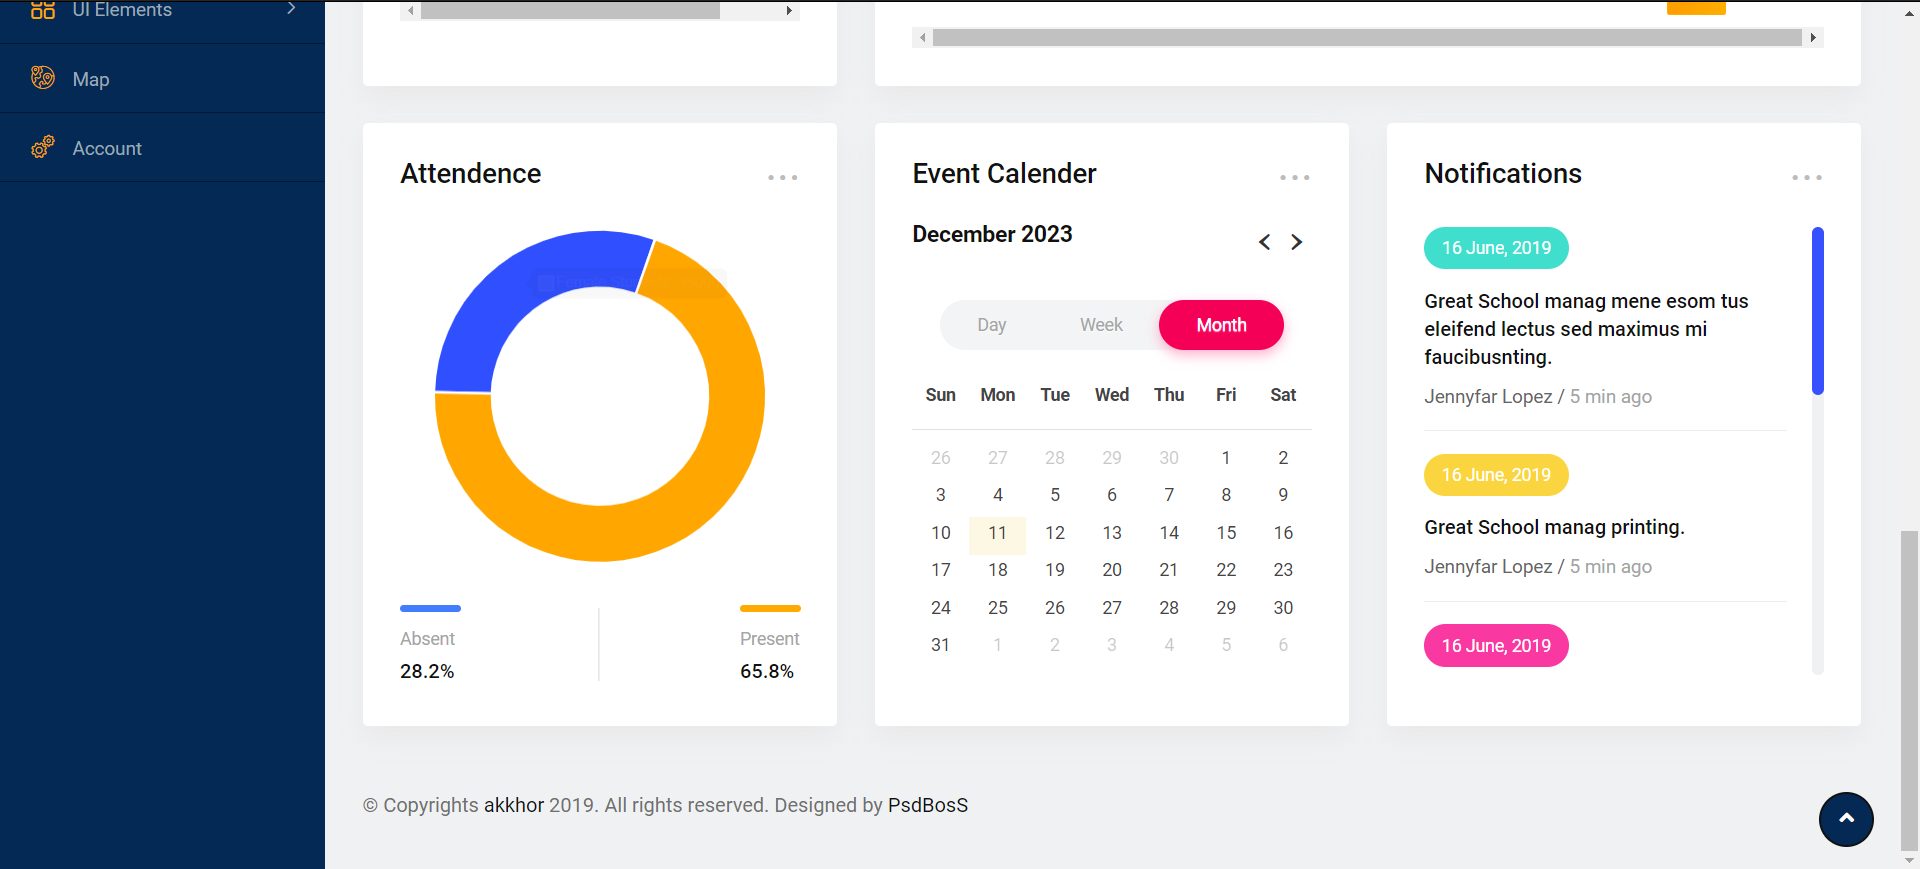 UI Elements
Map
Account
Attendence
Absent
28.2%
Present
65.8%
Event Calender
December 2023
Day Week Month
Sun Mon Tue Wed Thu Fri Sat
26 27 28 29 30 1 2
3 4 5 6 7 8 9
10 11 12 13 14 15 16
17 18 19 20 21 22 23
24 25 26 27 28 29 30
31 1 2 3 4 5 6
Notifications
16 June, 2019
Great School manag mene esom tus
eleifend lectus sed maximus mi
faucibusnting.
Jennyfar Lopez / 5 min ago
16 June, 2019
Great School manag printing.
Jennyfar Lopez / 5 min ago
16 June, 2019
© Copyrights akkhor 2019. All rights reserved. Designed by PsdBosS